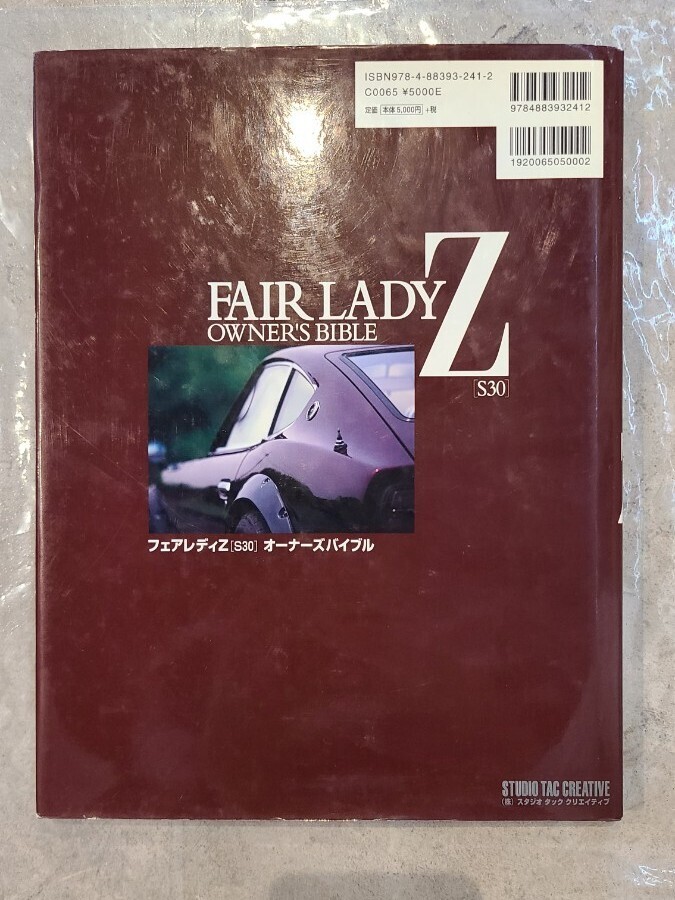 ISBN978-4-88393-241-2
C0065 ¥5000E
定価 本体5,000円 +税
9784883932412
1920065050002
FAIR LADY Z
OWNER'S BIBLE
[S30]
フェアレディZ[S30] オーナーズバイブル
STUDIO TAC CREATIVE
(株)スタジオ タック クリエイティブ